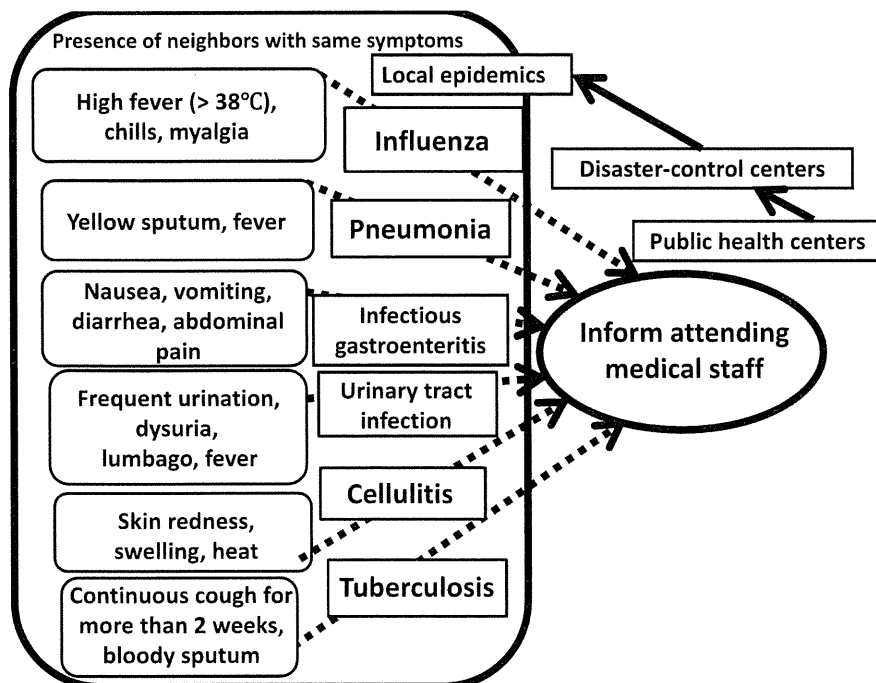 Presence of neighbors with same symptoms
Local epidemics
High fever (> 38℃),
chills, myalgia
Influenza
Disaster-control centers
Yellow sputum, fever
Pneumonia
Public health centers
Nausea, vomiting,
diarrhea, abdominal
pain
Infectious
gastroenteritis
Inform attending
medical staff
Frequent urination,
dysuria,
lumbago, fever
Urinary tract
infection
Cellulitis
Skin redness,
swelling, heat
Tuberculosis
Continuous cough for
more than 2 weeks,
bloody sputum